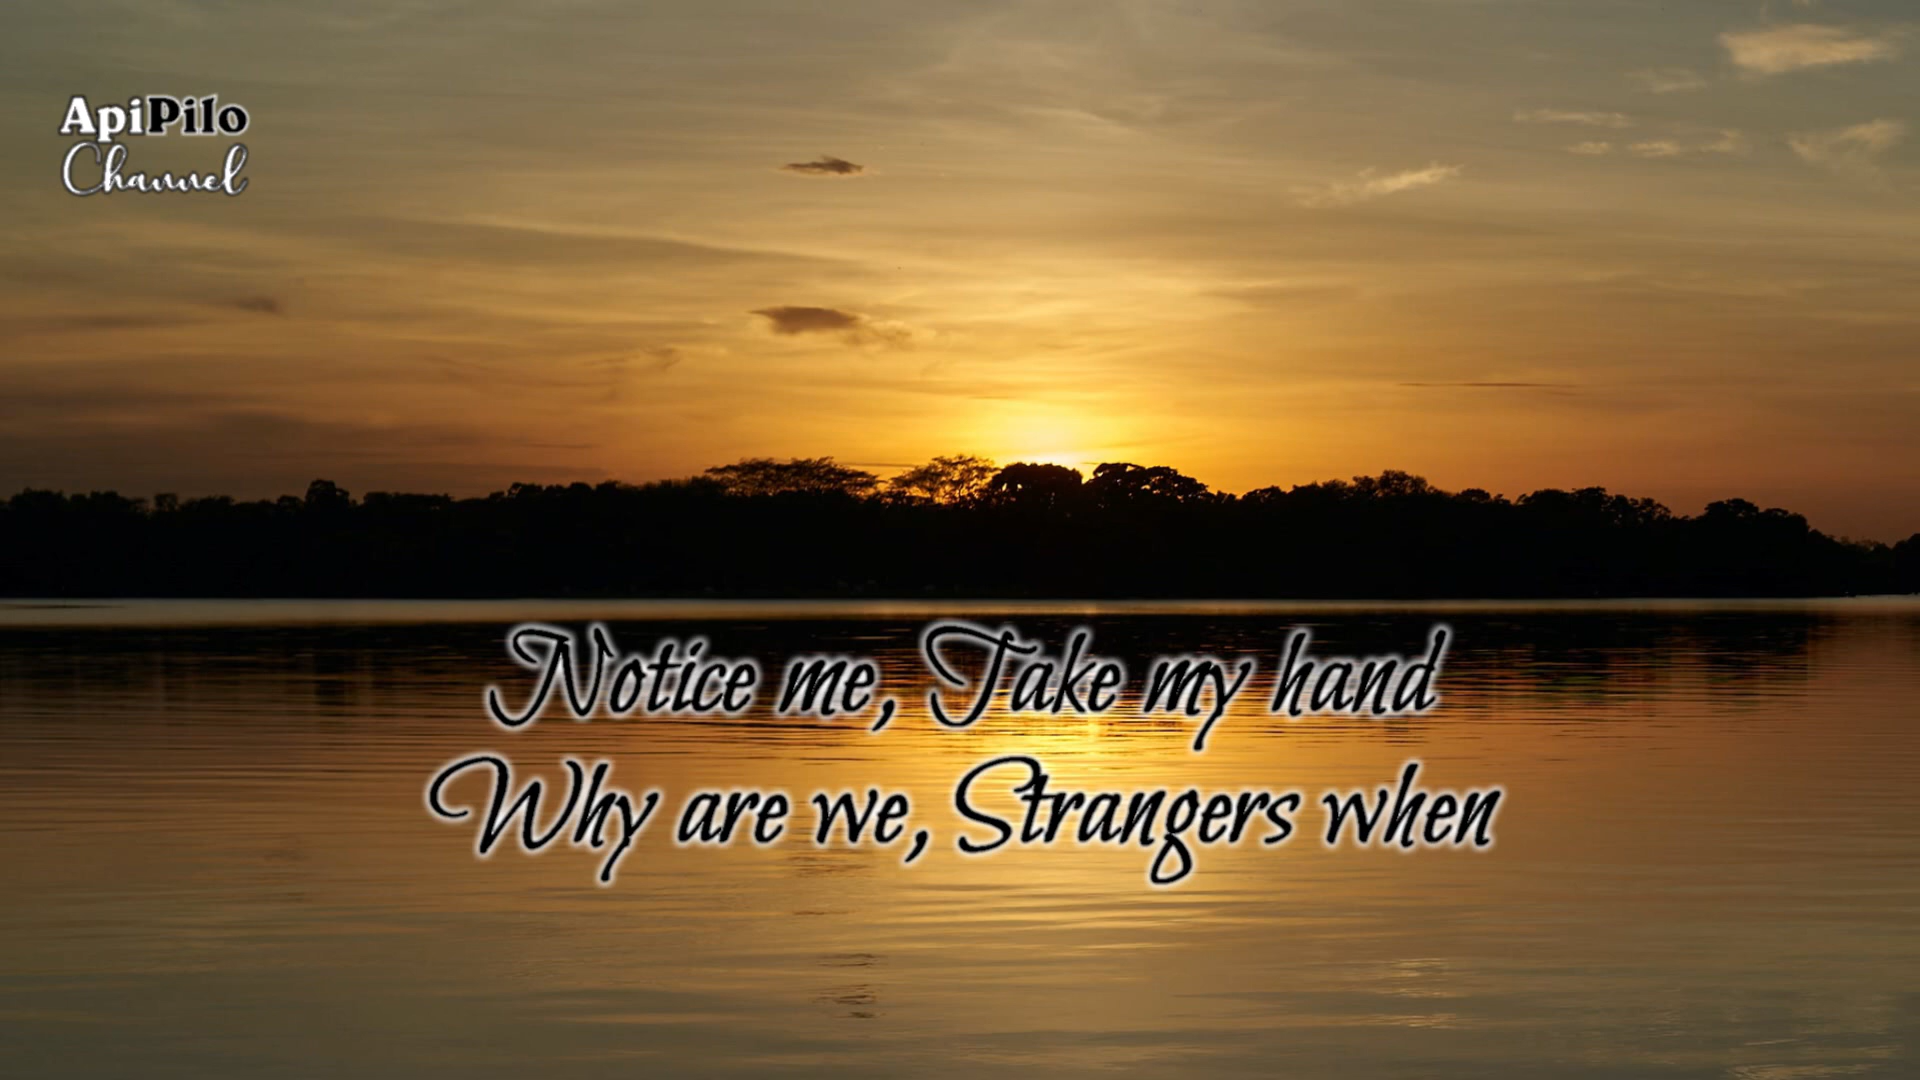 ApiPilo
Channel
Notice me, Take my hand
Why are we, Strangers when